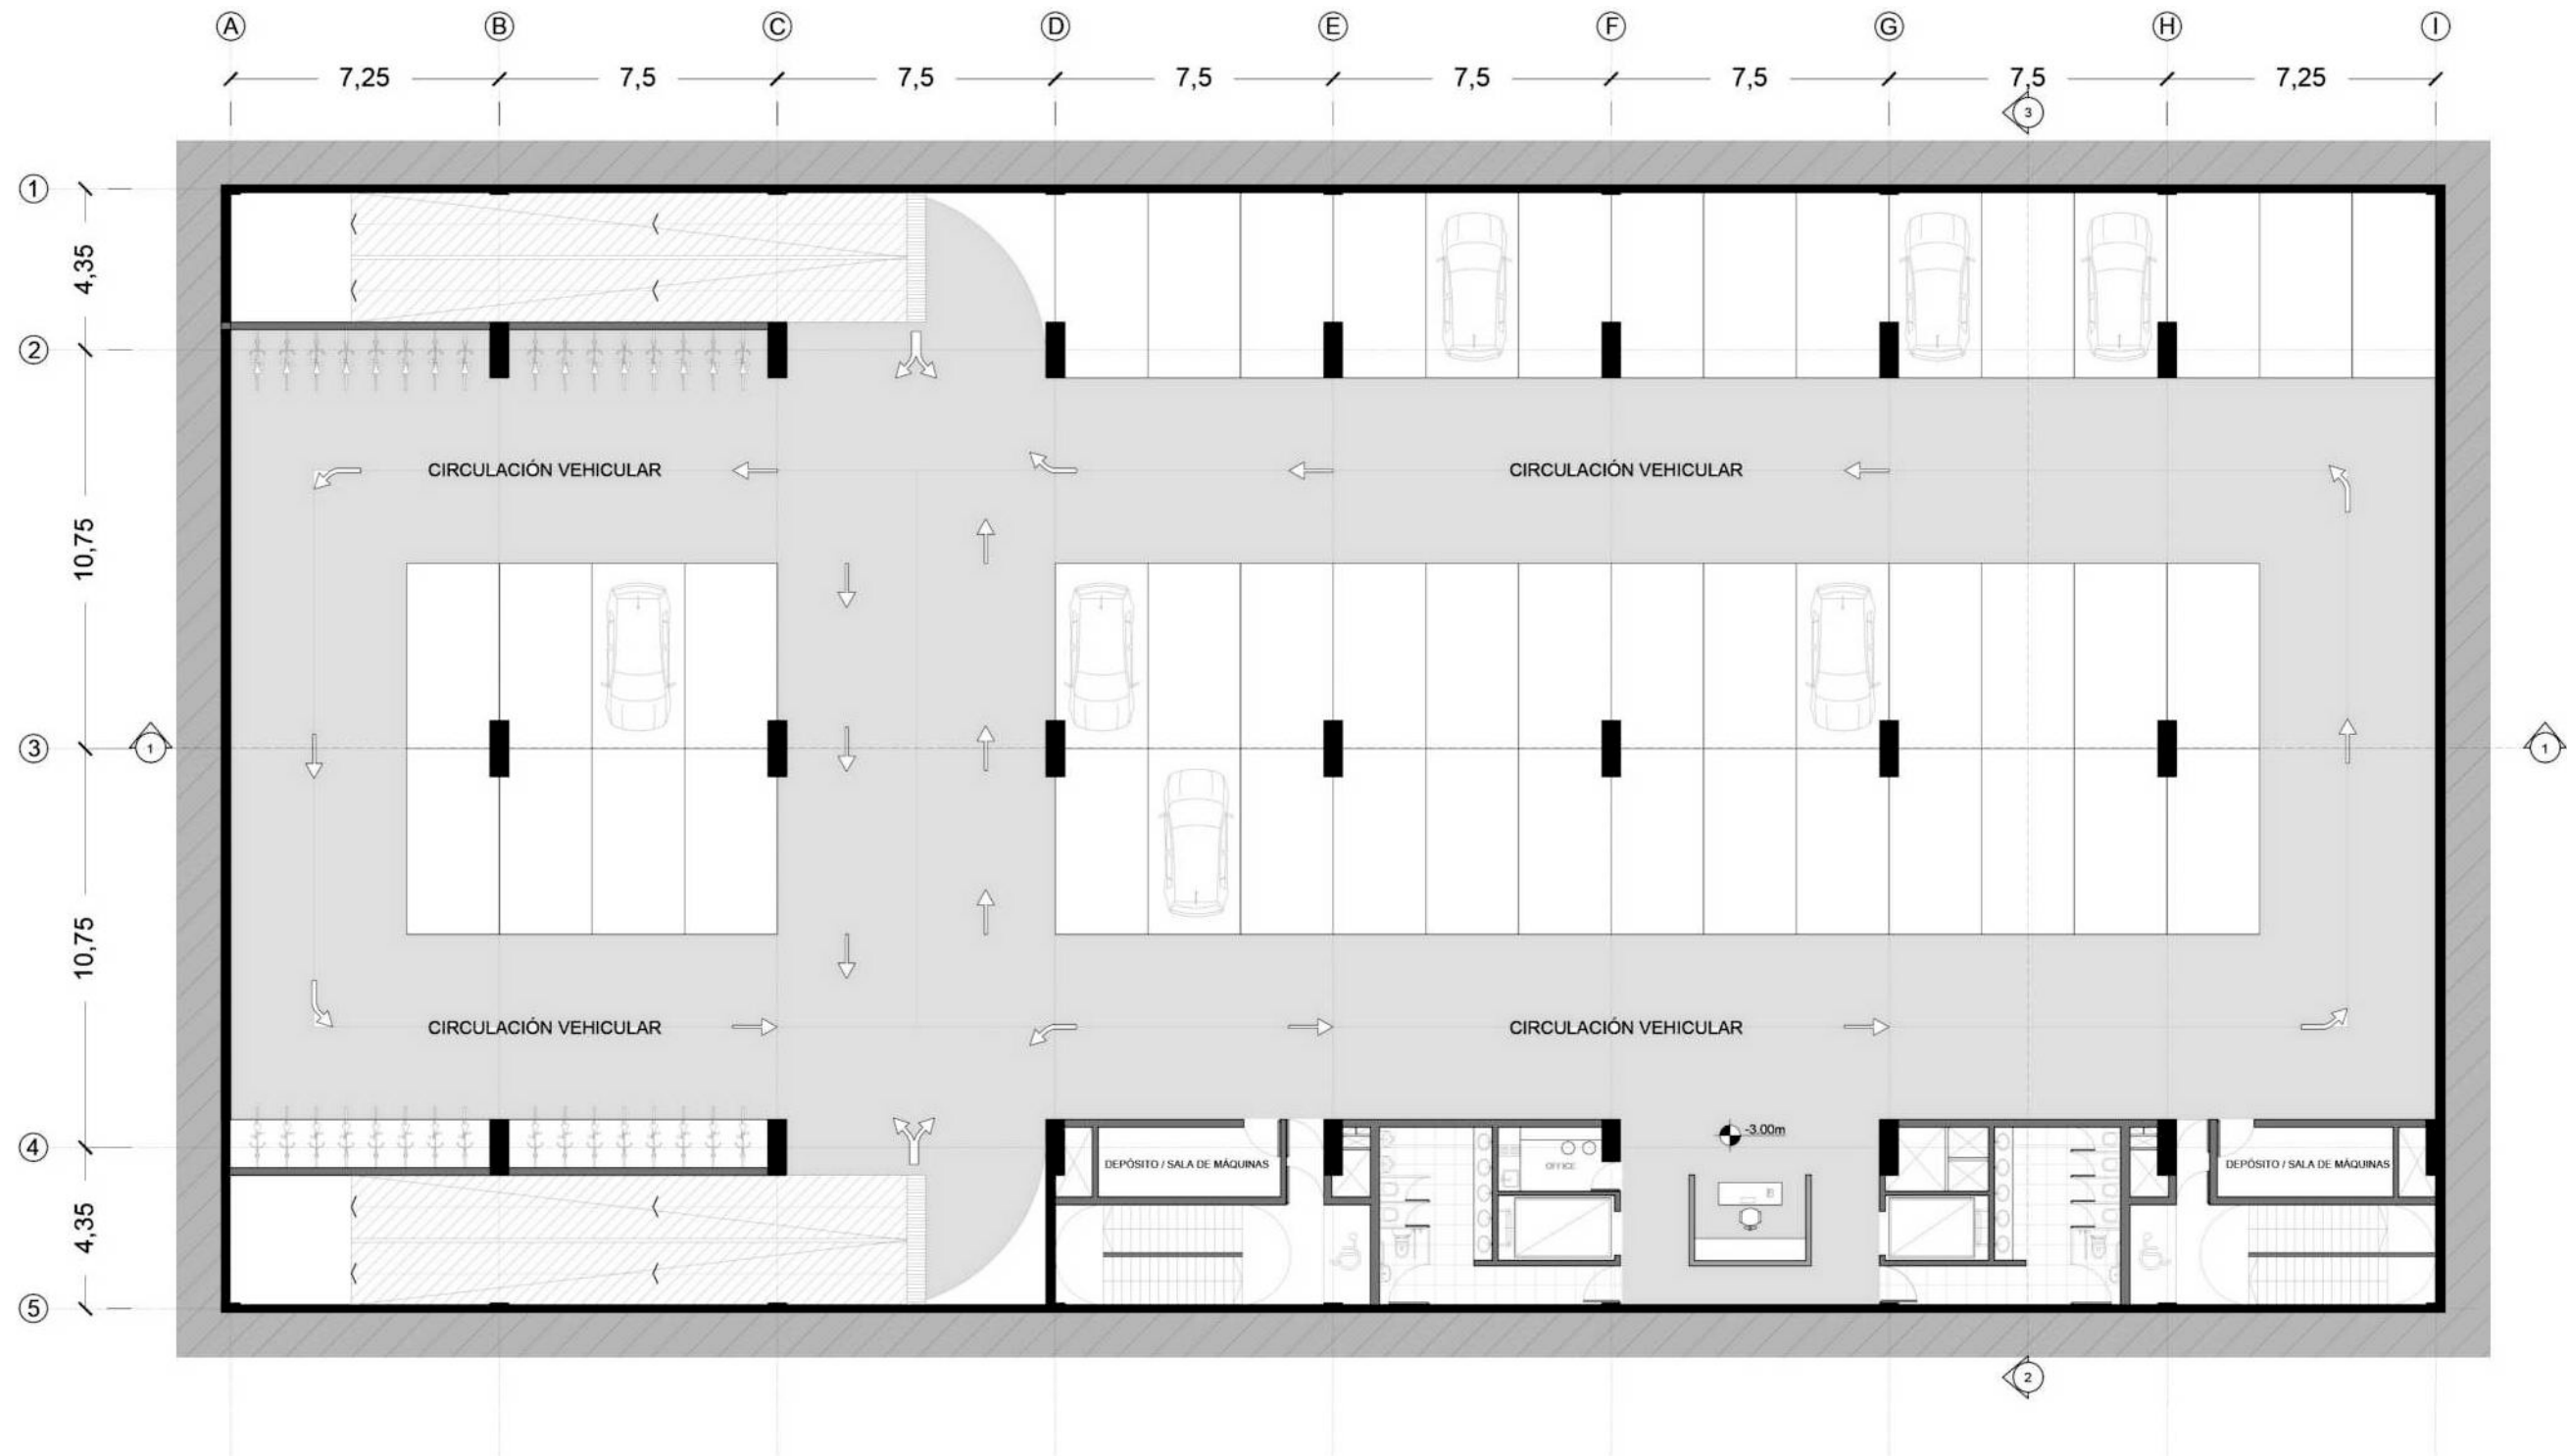 A B C D E F G H I
7,25 7,5 7,5 7,5 7,5 7,5 7,5 7,25
3
1
4,35
2
CIRCULACIÓN VEHICULAR CIRCULACIÓN VEHICULAR
10,75
3 1 1
10,75
CIRCULACIÓN VEHICULAR CIRCULACIÓN VEHICULAR
-3.00m
4
DEPÓSITO / SALA DE MÁQUINAS OFFICE DEPÓSITO / SALA DE MÁQUINAS
4,35
5
2